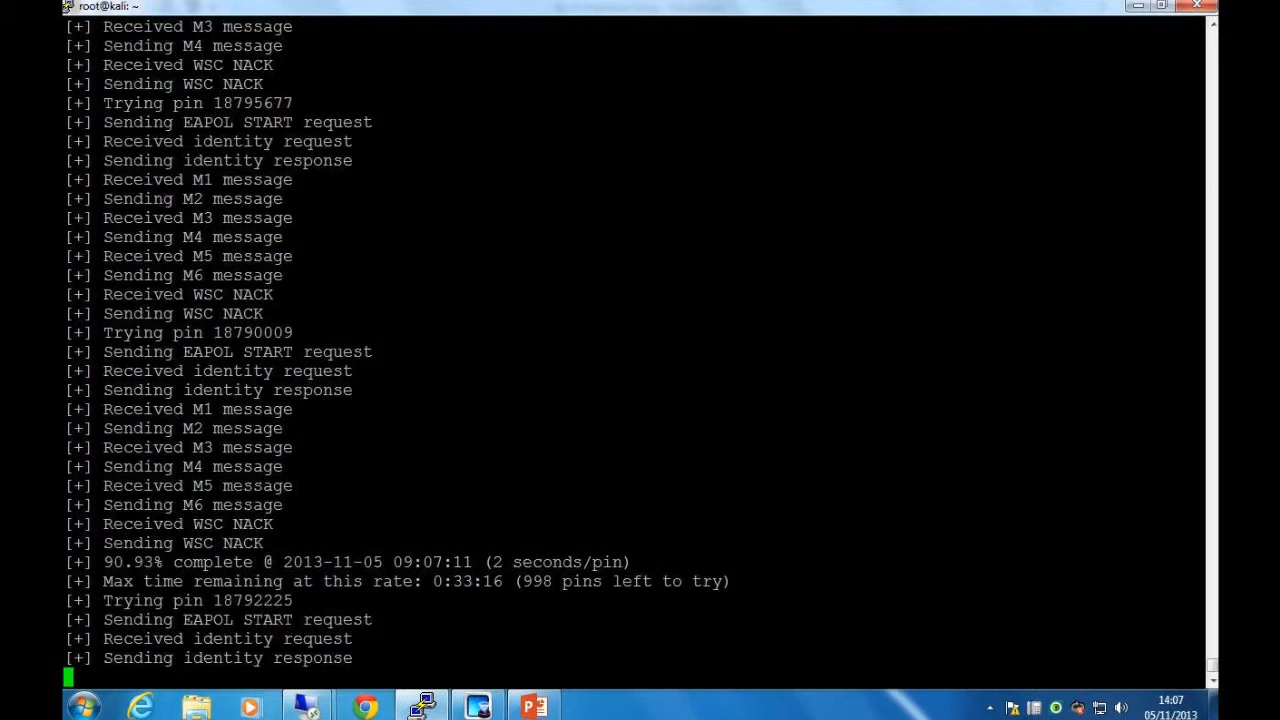 root@kali: ~
[+] Received M3 message
[+] Sending M4 message
[+] Received WSC NACK
[+] Sending WSC NACK
[+] Trying pin 18795677
[+] Sending EAPOL START request
[+] Received identity request
[+] Sending identity response
[+] Received M1 message
[+] Sending M2 message
[+] Received M3 message
[+] Sending M4 message
[+] Received M5 message
[+] Sending M6 message
[+] Received WSC NACK
[+] Sending WSC NACK
[+] Trying pin 18790009
[+] Sending EAPOL START request
[+] Received identity request
[+] Sending identity response
[+] Received M1 message
[+] Sending M2 message
[+] Received M3 message
[+] Sending M4 message
[+] Received M5 message
[+] Sending M6 message
[+] Received WSC NACK
[+] Sending WSC NACK
[+] 90.93% complete @ 2013-11-05 09:07:11 (2 seconds/pin)
[+] Max time remaining at this rate: 0:33:16 (998 pins left to try)
[+] Trying pin 18792225
[+] Sending EAPOL START request
[+] Received identity request
[+] Sending identity response
14:07
05/11/2013